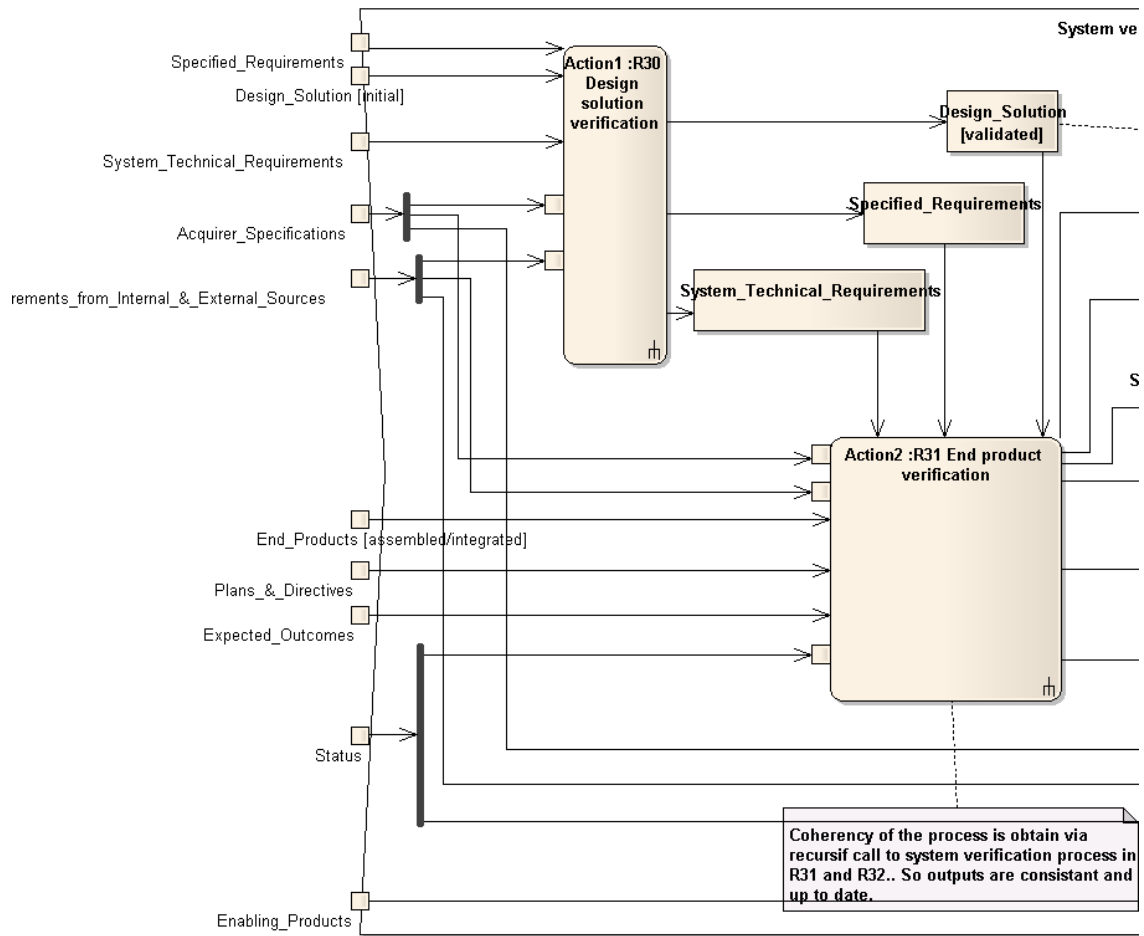 System ve
Specified_Requirements
Design_Solution [initial]
System_Technical_Requirements
Acquirer_Specifications
rements_from_Internal_&_External_Sources
Action1 :R30
Design
solution
verification
Design_Solution
[validated]
Specified_Requirements
System_Technical_Requirements
S
Action2 :R31 End product
verification
End_Products [assembled/integrated]
Plans_&_Directives
Expected_Outcomes
Status
Coherency of the process is obtain via
recursif call to system verification process in
R31 and R32.. So outputs are consistant and
up to date.
Enabling_Products